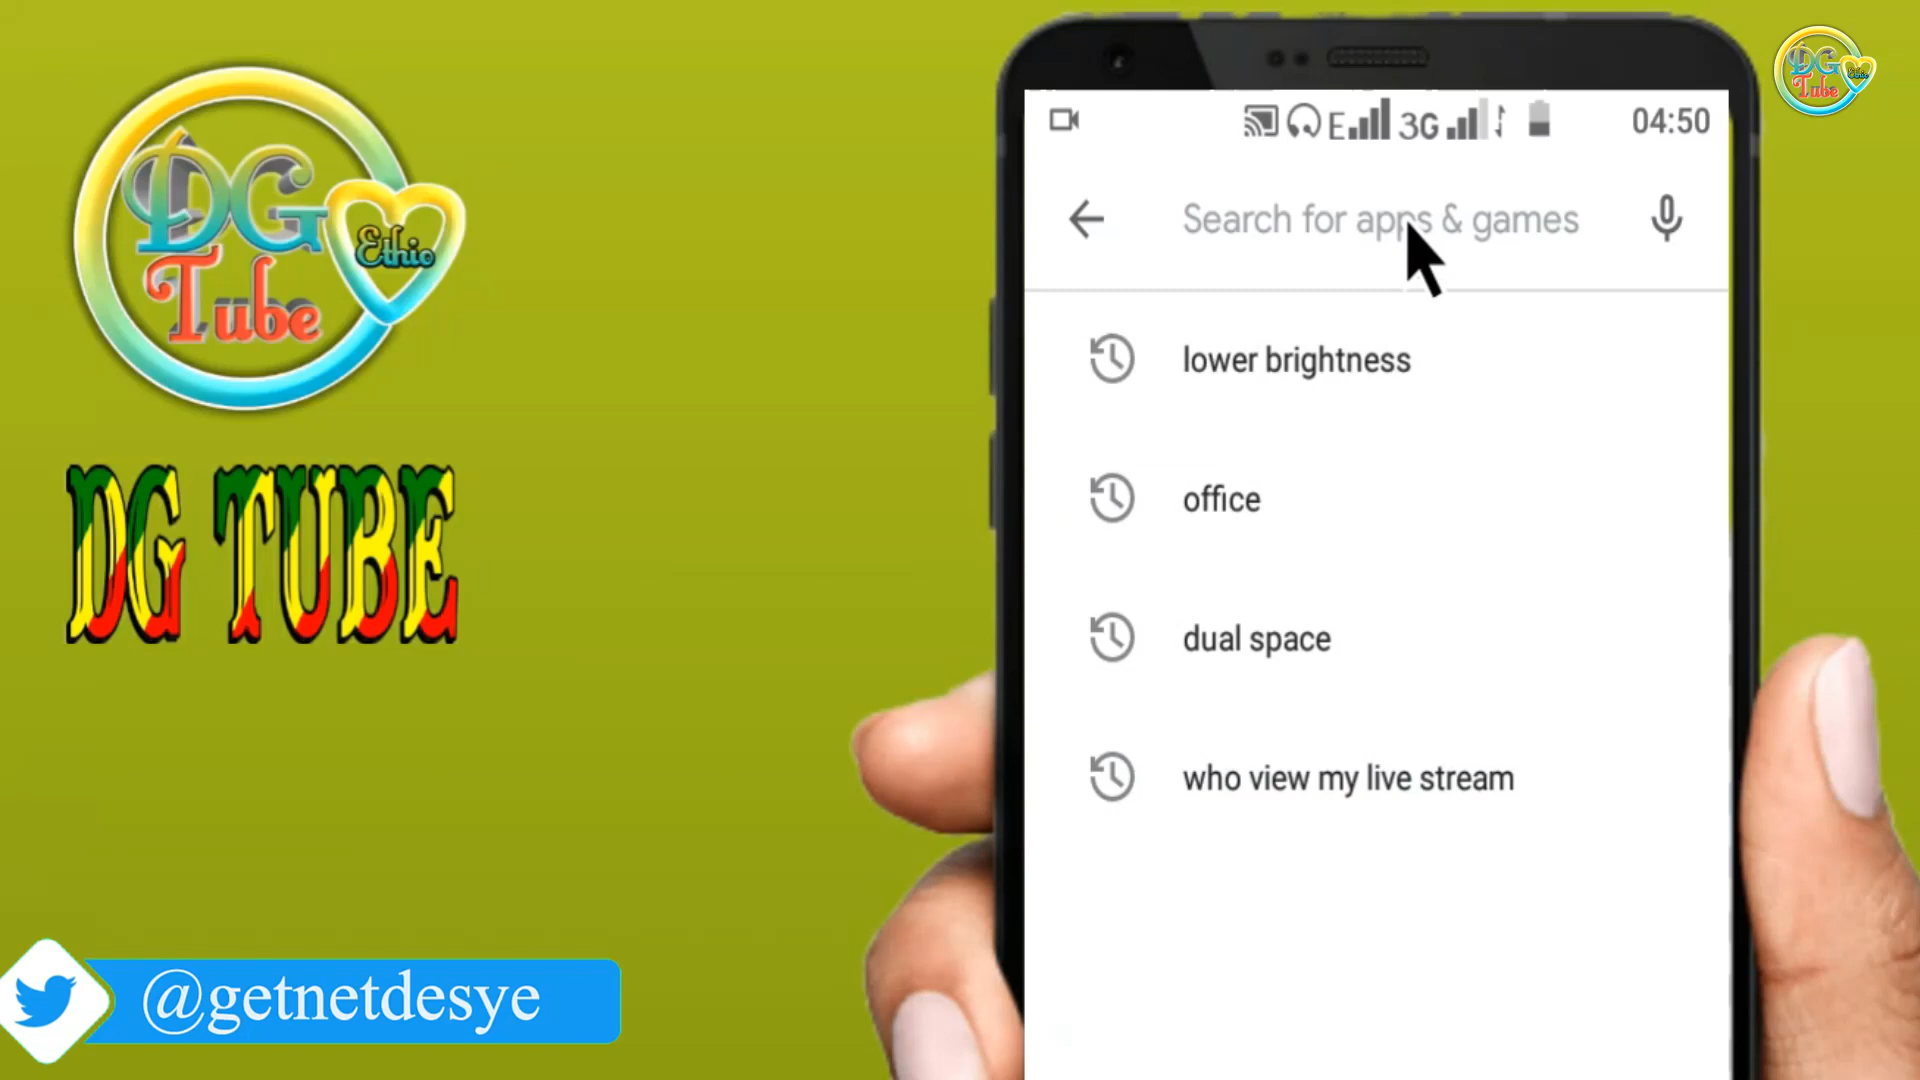 DG
Ethio
Tube
DG TUBE
@getnetdesye
E
3G
04:50
Search for apps & games
lower brightness
office
dual space
who view my live stream
DG
Ethio
Tube